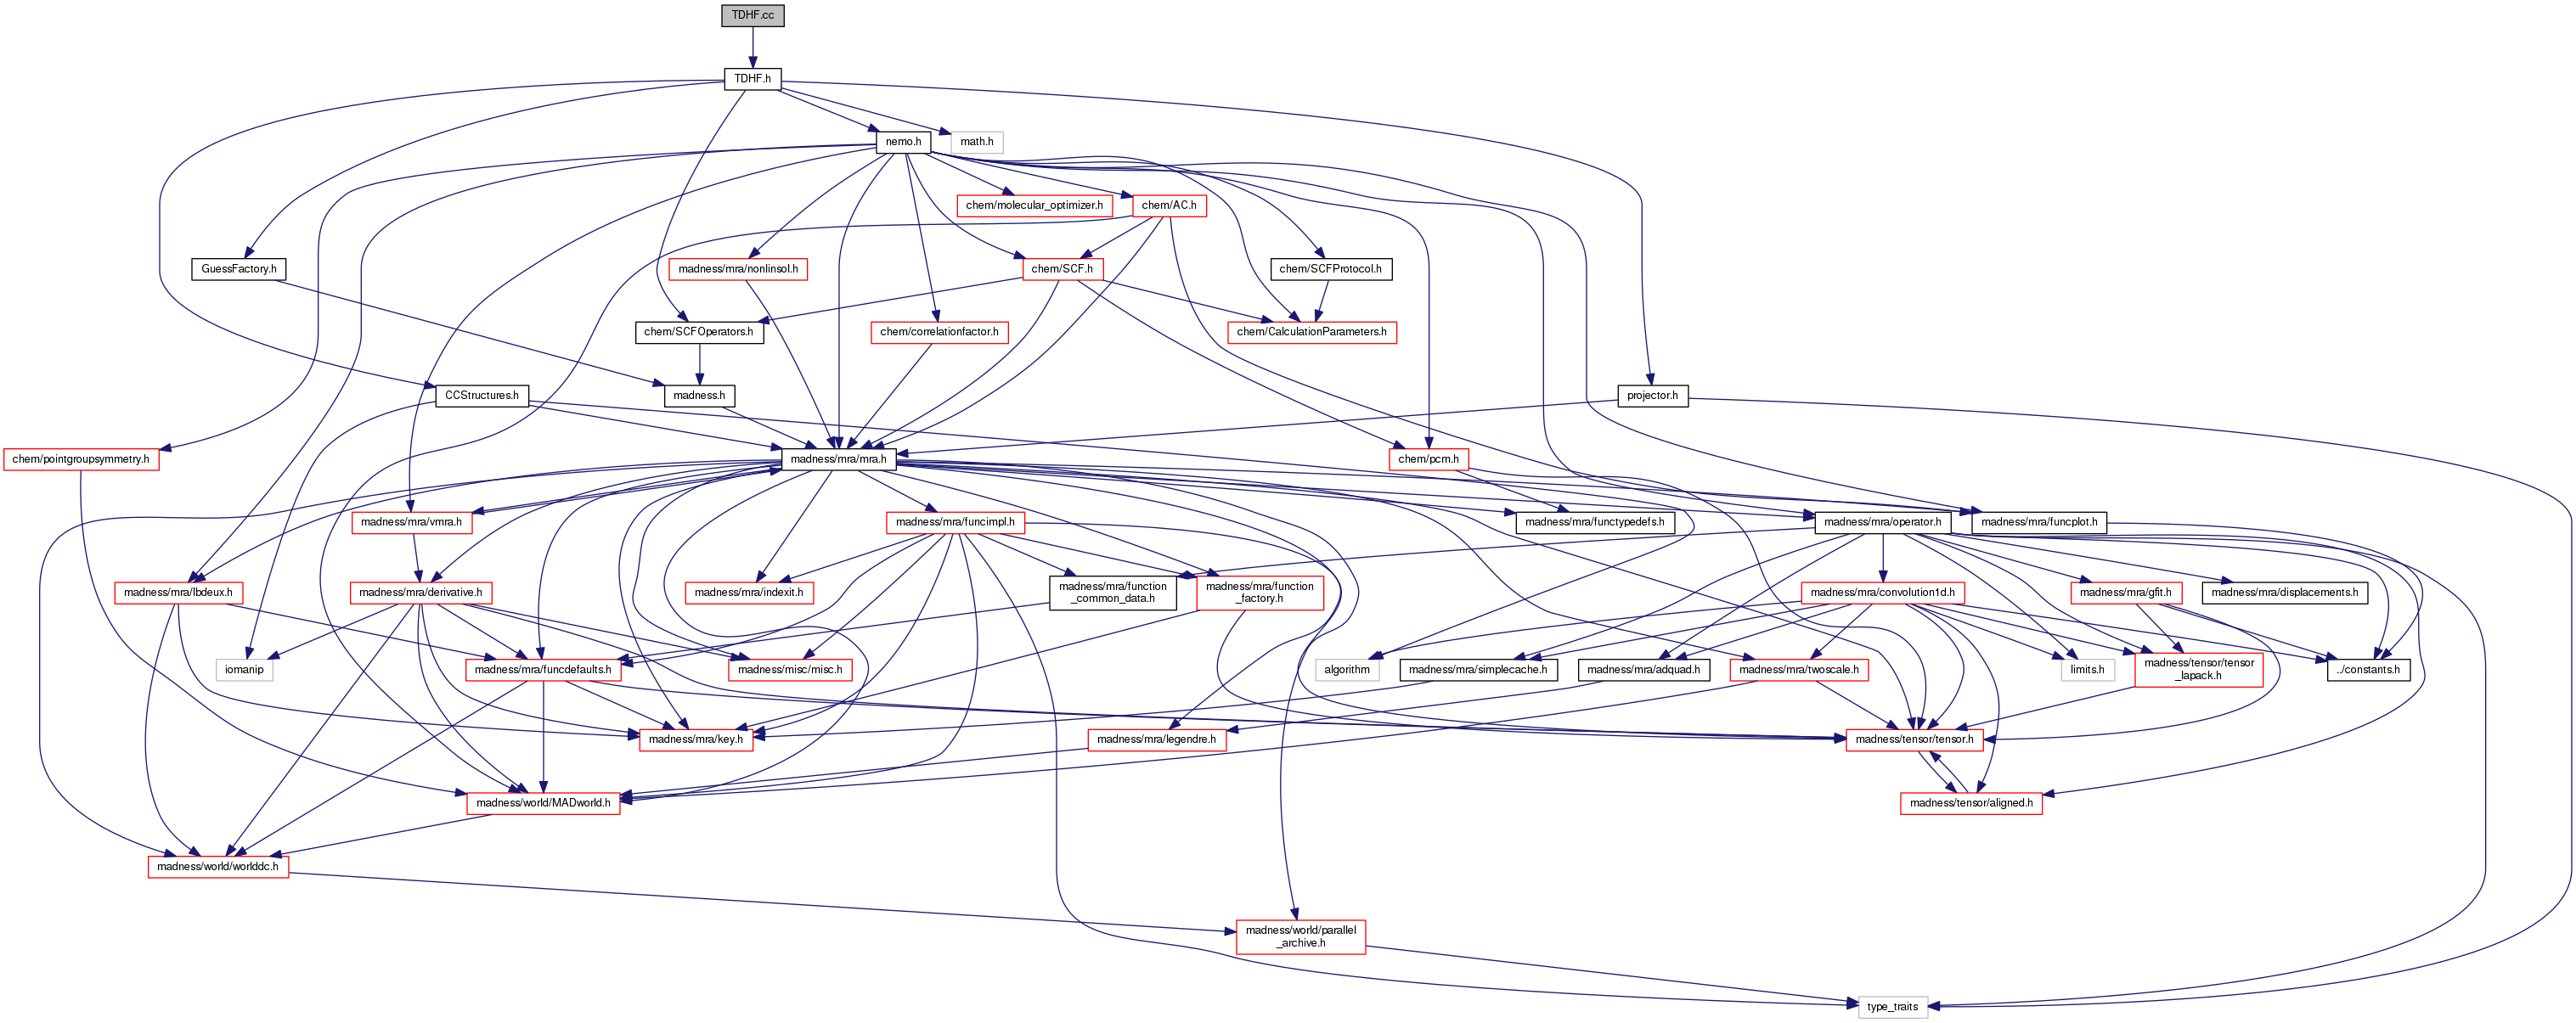 TDHF.cc
TDHF.h
nemo.h
math.h
chem/molecular_optimizer.h
chem/AC.h
GuessFactory.h
madness/mra/nonlinsol.h
chem/SCF.h
chem/SCFProtocol.h
chem/SCFOperators.h
chem/correlationfactor.h
chem/CalculationParameters.h
CCStructures.h
madness.h
projector.h
chem/pointgroupsymmetry.h
madness/mra/mra.h
chem/pcm.h
madness/mra/vmra.h
madness/mra/funcimpl.h
madness/mra/functypedefs.h
madness/mra/operator.h
madness/mra/funcplot.h
madness/mra/lbdeux.h
madness/mra/derivative.h
madness/mra/indexit.h
madness/mra/function
_common_data.h
madness/mra/function
_factory.h
madness/mra/convolution1d.h
madness/mra/gfit.h
madness/mra/displacements.h
iomanip
madness/mra/funcdefaults.h
madness/misc/misc.h
algorithm
madness/mra/simplecache.h
madness/mra/adquad.h
madness/mra/twoscale.h
limits.h
madness/tensor/tensor
_lapack.h
../constants.h
madness/mra/key.h
madness/mra/legendre.h
madness/tensor/tensor.h
madness/world/MADworld.h
madness/tensor/aligned.h
madness/world/worlddc.h
madness/world/parallel
_archive.h
type_traits